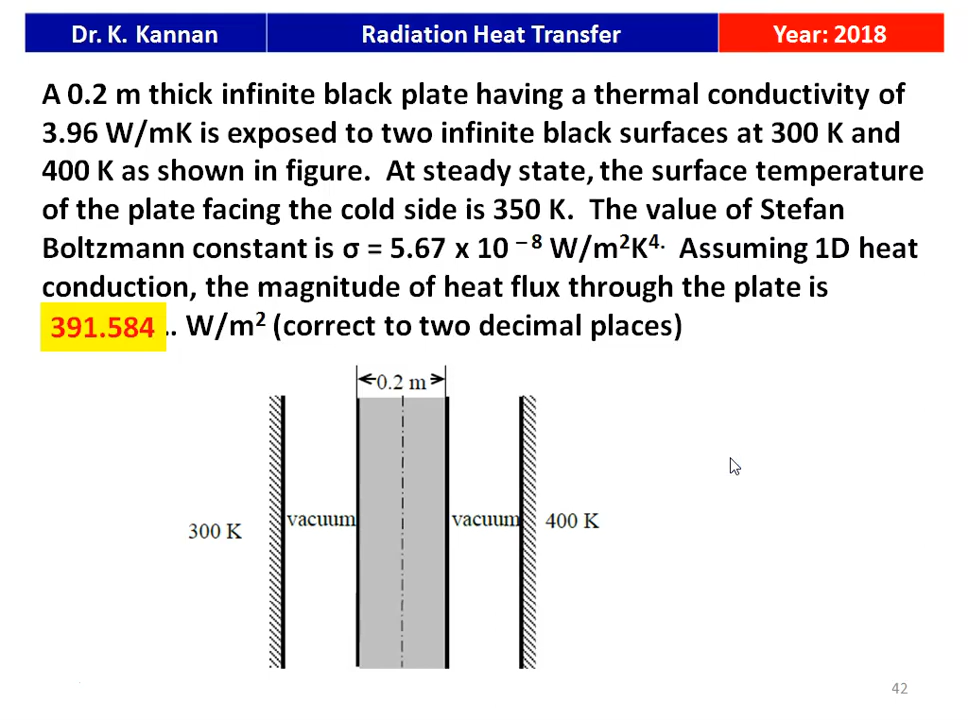 Dr. K. Kannan Radiation Heat Transfer Year: 2018
A 0.2 m thick infinite black plate having a thermal conductivity of
3.96 W/mK is exposed to two infinite black surfaces at 300 K and
400 K as shown in figure. At steady state, the surface temperature
of the plate facing the cold side is 350 K. The value of Stefan
Boltzmann constant is σ = 5.67 x 10 ⁻ ⁸ W/m²K⁴· Assuming 1D heat
conduction, the magnitude of heat flux through the plate is
391.584 .. W/m² (correct to two decimal places)
0.2 m
300 K vacuum vacuum 400 K
42